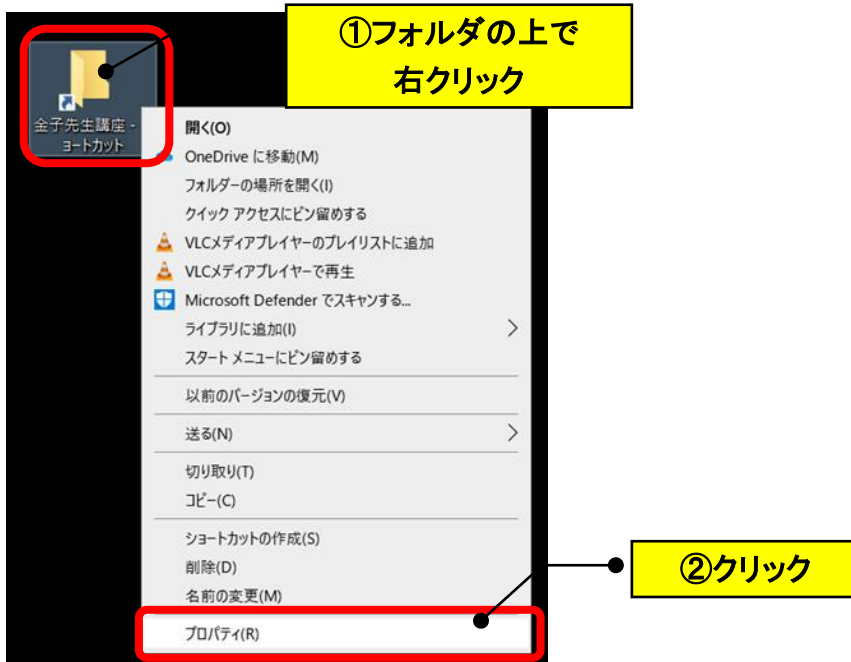 ①フォルダの上で
右クリック
金子先生講座 -
ョートカット
開く(O)
OneDrive に移動(M)
フォルダーの場所を開く(I)
クイック アクセスにピン留めする
VLCメディアプレイヤーのプレイリストに追加
VLCメディアプレイヤーで再生
Microsoft Defender でスキャンする...
ライブラリに追加(I)
スタート メニューにピン留めする
以前のバージョンの復元(V)
送る(N)
切り取り(T)
コピー(C)
ショートカットの作成(S)
削除(D)
名前の変更(M)
②クリック
プロパティ(R)